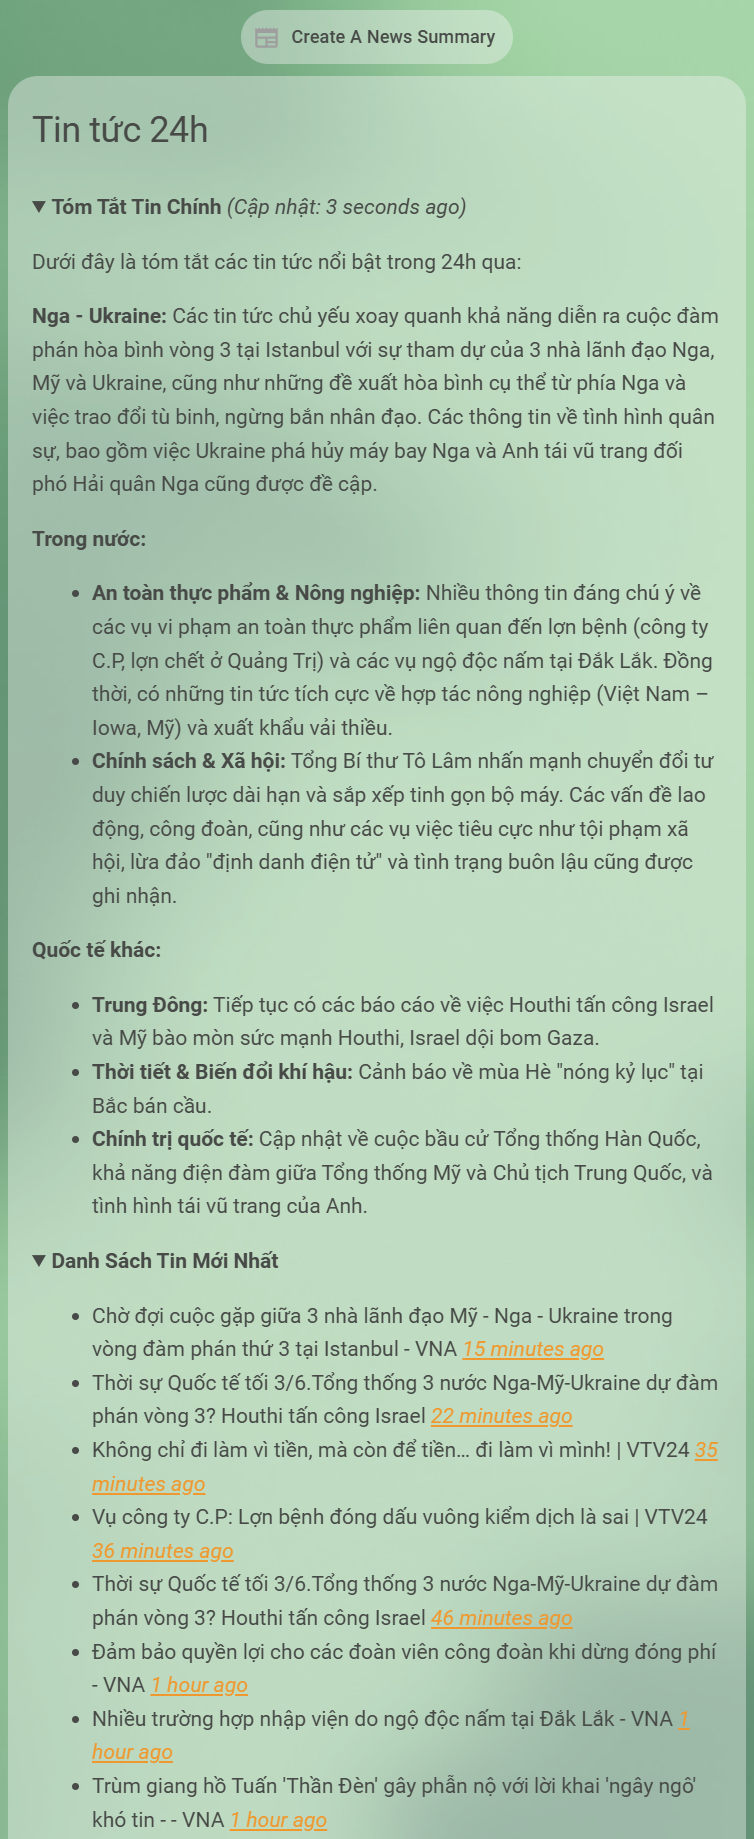 Create A News Summary
Tin tức 24h
Tóm Tắt Tin Chính (Cập nhật: 3 seconds ago)
Dưới đây là tóm tắt các tin tức nổi bật trong 24h qua:
Nga - Ukraine: Các tin tức chủ yếu xoay quanh khả năng diễn ra cuộc đàm
phán hòa bình vòng 3 tại Istanbul với sự tham dự của 3 nhà lãnh đạo Nga,
Mỹ và Ukraine, cũng như những đề xuất hòa bình cụ thể từ phía Nga và
việc trao đổi tù binh, ngừng bắn nhân đạo. Các thông tin về tình hình quân
sự, bao gồm việc Ukraine phá hủy máy bay Nga và Anh tái vũ trang đối
phó Hải quân Nga cũng được đề cập.
Trong nước:
• An toàn thực phẩm & Nông nghiệp: Nhiều thông tin đáng chú ý về
các vụ vi phạm an toàn thực phẩm liên quan đến lợn bệnh (công ty
C.P, lợn chết ở Quảng Trị) và các vụ ngộ độc nấm tại Đắk Lắk. Đồng
thời, có những tin tức tích cực về hợp tác nông nghiệp (Việt Nam –
Iowa, Mỹ) và xuất khẩu vải thiều.
• Chính sách & Xã hội: Tổng Bí thư Tô Lâm nhấn mạnh chuyển đổi tư
duy chiến lược dài hạn và sắp xếp tinh gọn bộ máy. Các vấn đề lao
động, công đoàn, cũng như các vụ việc tiêu cực như tội phạm xã
hội, lừa đảo "định danh điện tử" và tình trạng buôn lậu cũng được
ghi nhận.
Quốc tế khác:
• Trung Đông: Tiếp tục có các báo cáo về việc Houthi tấn công Israel
và Mỹ bào mòn sức mạnh Houthi, Israel dội bom Gaza.
• Thời tiết & Biến đổi khí hậu: Cảnh báo về mùa Hè "nóng kỷ lục" tại
Bắc bán cầu.
• Chính trị quốc tế: Cập nhật về cuộc bầu cử Tổng thống Hàn Quốc,
khả năng điện đàm giữa Tổng thống Mỹ và Chủ tịch Trung Quốc, và
tình hình tái vũ trang của Anh.
Danh Sách Tin Mới Nhất
• Chờ đợi cuộc gặp giữa 3 nhà lãnh đạo Mỹ - Nga - Ukraine trong
vòng đàm phán thứ 3 tại Istanbul - VNA 15 minutes ago
• Thời sự Quốc tế tối 3/6.Tổng thống 3 nước Nga-Mỹ-Ukraine dự đàm
phán vòng 3? Houthi tấn công Israel 22 minutes ago
• Không chỉ đi làm vì tiền, mà còn để tiền… đi làm vì mình! | VTV24 35
minutes ago
• Vụ công ty C.P: Lợn bệnh đóng dấu vuông kiểm dịch là sai | VTV24
36 minutes ago
• Thời sự Quốc tế tối 3/6.Tổng thống 3 nước Nga-Mỹ-Ukraine dự đàm
phán vòng 3? Houthi tấn công Israel 46 minutes ago
• Đảm bảo quyền lợi cho các đoàn viên công đoàn khi dừng đóng phí
- VNA 1 hour ago
• Nhiều trường hợp nhập viện do ngộ độc nấm tại Đắk Lắk - VNA 1
hour ago
• Trùm giang hồ Tuấn 'Thần Đèn' gây phẫn nộ với lời khai 'ngây ngô'
khó tin - - VNA 1 hour ago